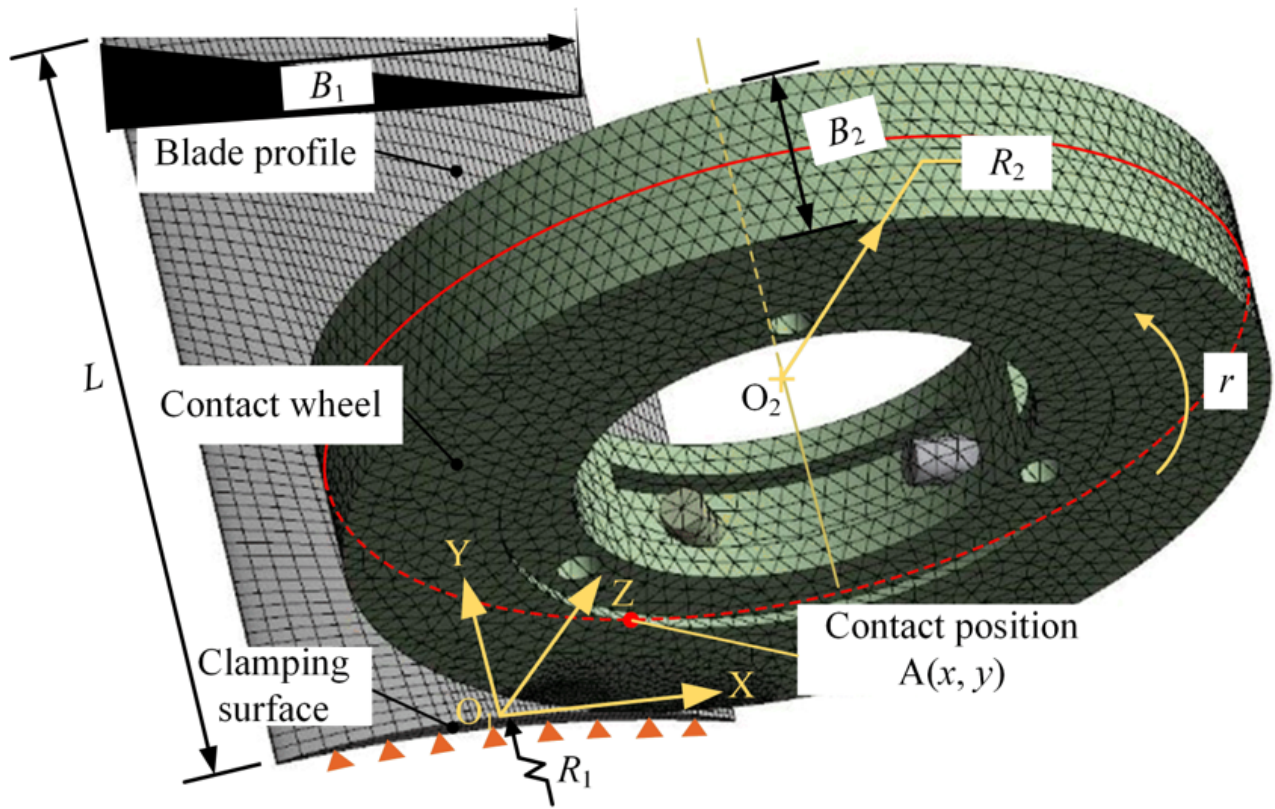 B₁
Blade profile
B₂
R₂
L
Contact wheel
O₂
r
Y
Z
Contact position
A(x, y)
Clamping
surface
X
O
R₁